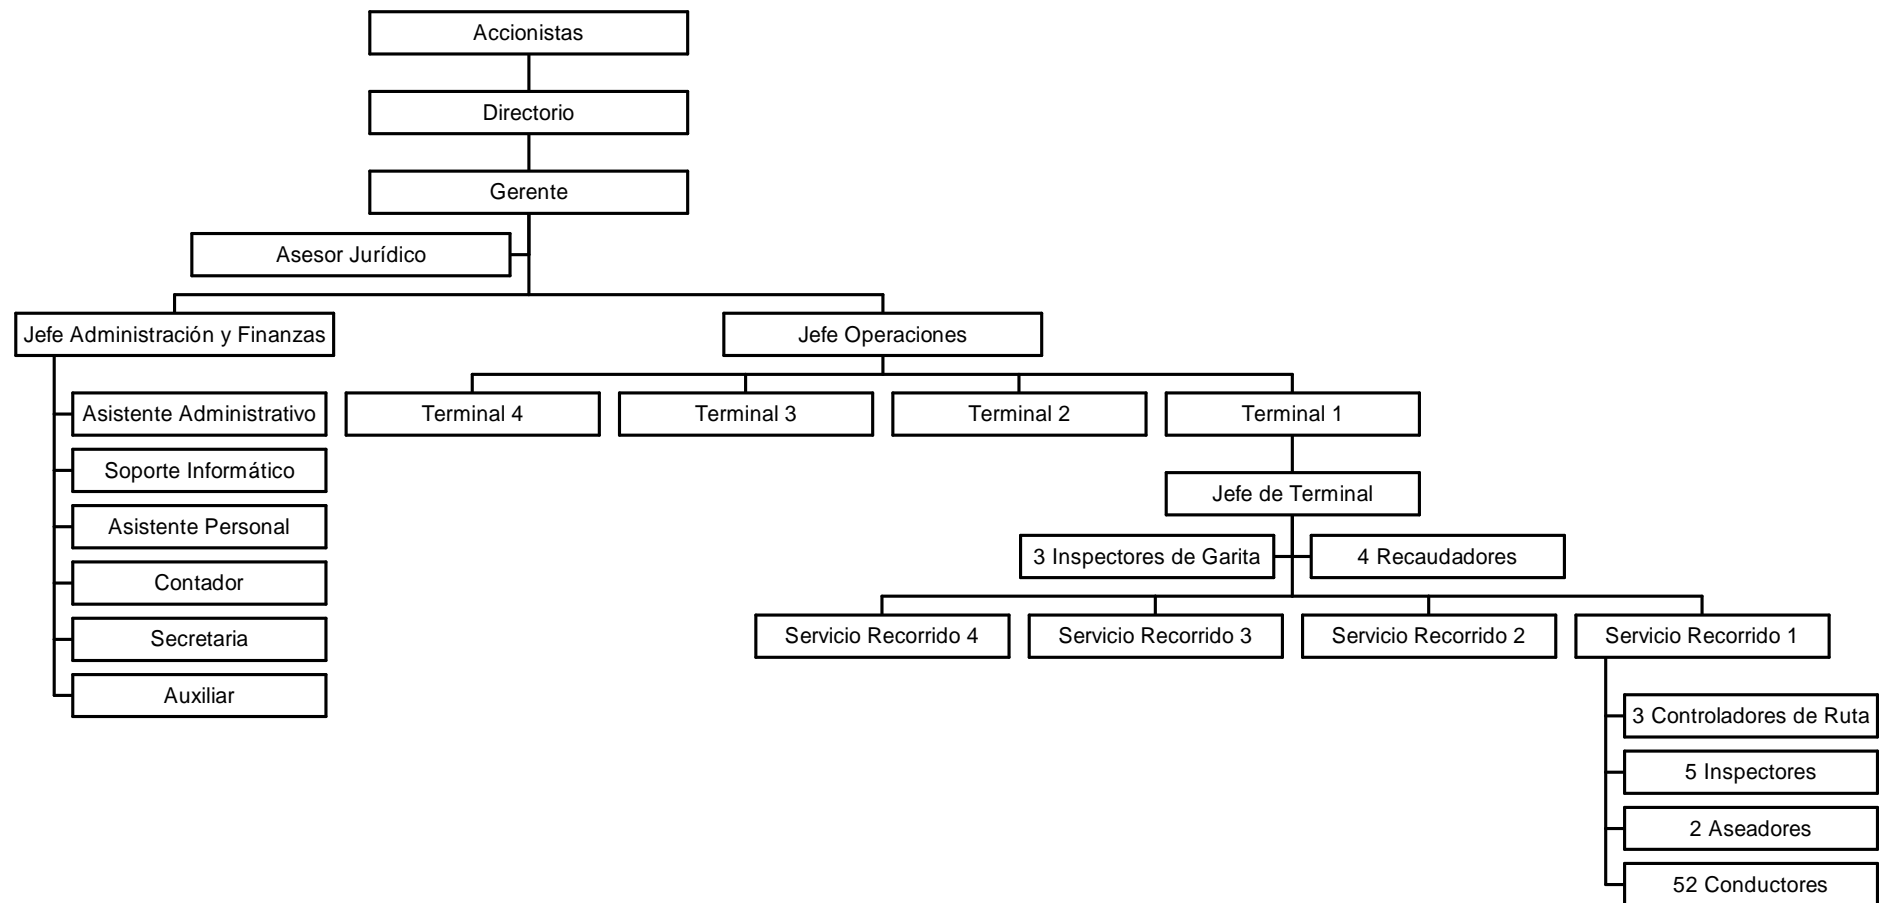 Accionistas
Directorio
Gerente
Asesor Jurídico
Jefe Administración y Finanzas
Jefe Operaciones
Asistente Administrativo
Terminal 4
Terminal 3
Terminal 2
Terminal 1
Soporte Informático
Jefe de Terminal
Asistente Personal
3 Inspectores de Garita
4 Recaudadores
Contador
Secretaria
Servicio Recorrido 4
Servicio Recorrido 3
Servicio Recorrido 2
Servicio Recorrido 1
Auxiliar
3 Controladores de Ruta
5 Inspectores
2 Aseadores
52 Conductores